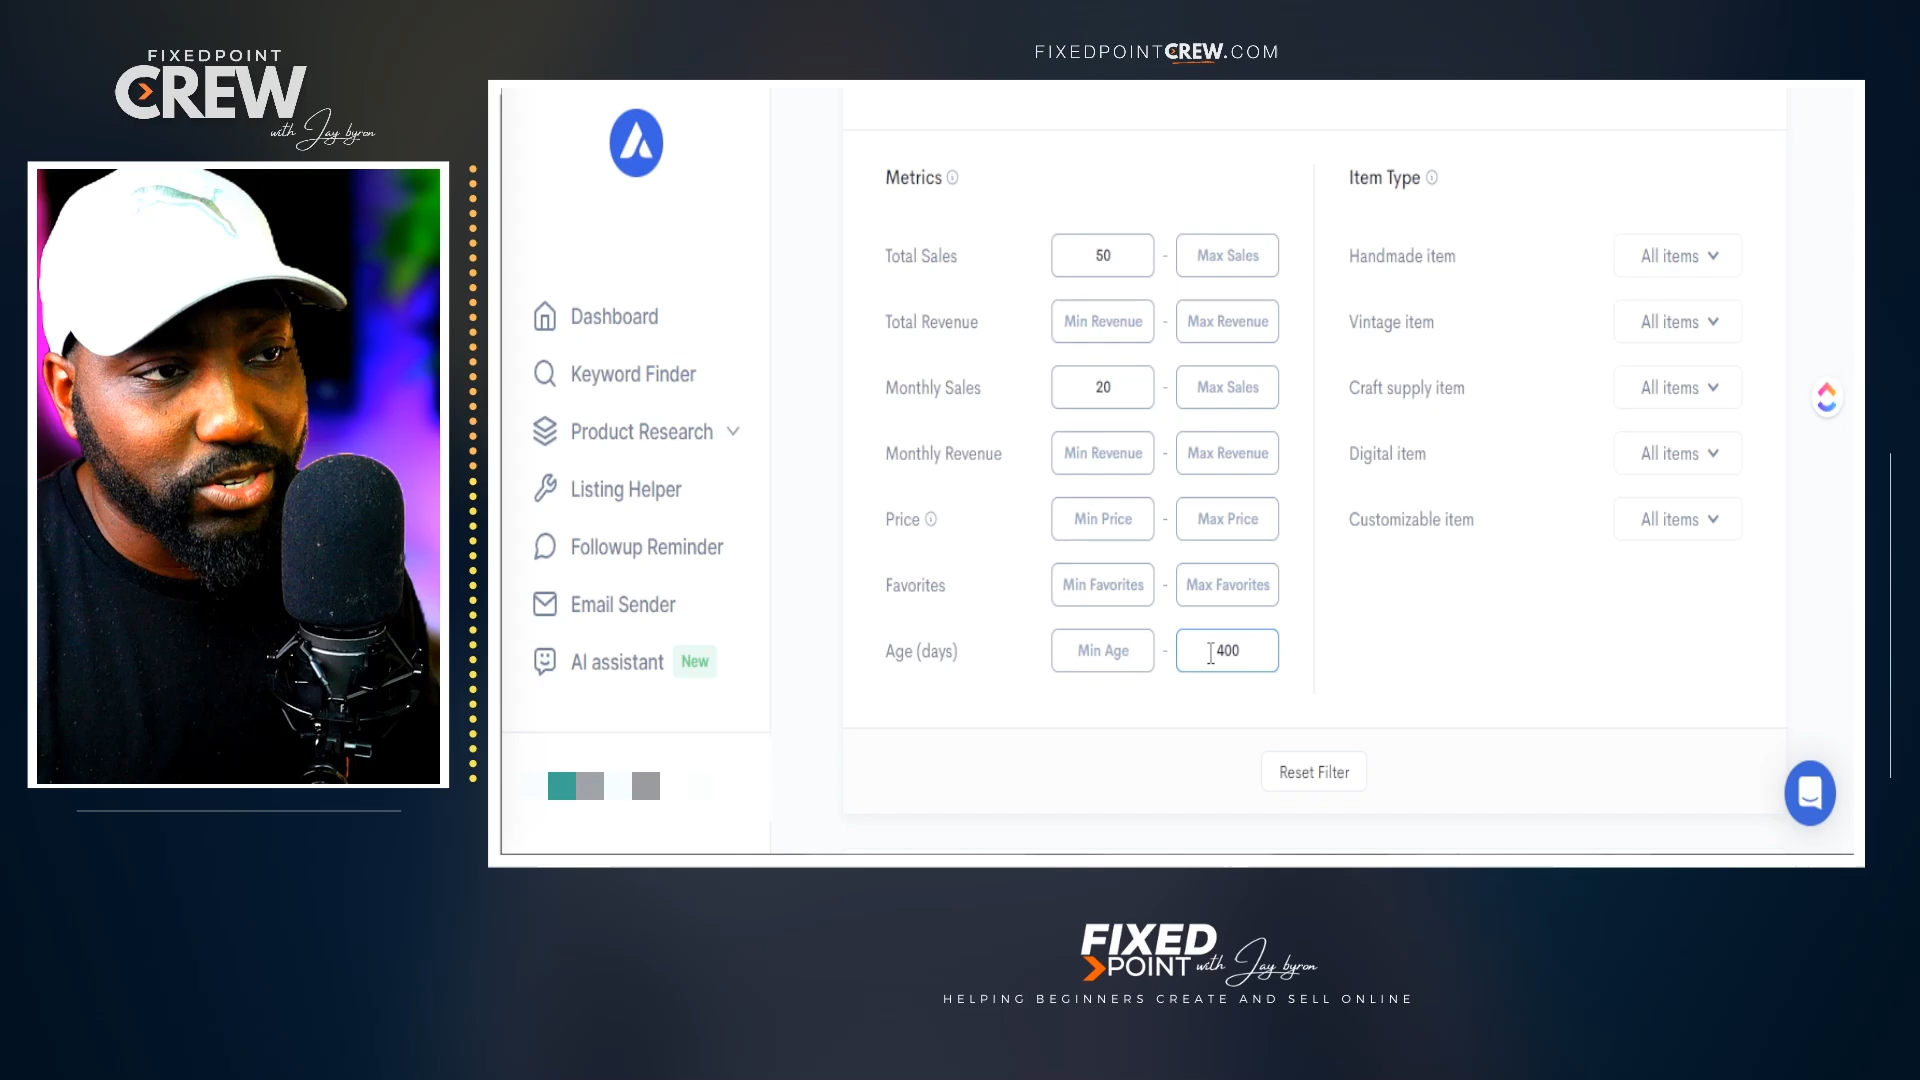 FIXEDPOINT
CREW
with Jay byron
FIXEDPOINTCREW.COM
Dashboard
Keyword Finder
Product Research
Listing Helper
Followup Reminder
Email Sender
AI assistant New
Metrics
Total Sales 50 - Max Sales
Total Revenue Min Revenue - Max Revenue
Monthly Sales 20 - Max Sales
Monthly Revenue Min Revenue - Max Revenue
Price Min Price - Max Price
Favorites Min Favorites - Max Favorites
Age (days) Min Age - 400
Item Type
Handmade item All items
Vintage item All items
Craft supply item All items
Digital item All items
Customizable item All items
Reset Filter
FIXED
POINT with Jay byron
HELPING BEGINNERS CREATE AND SELL ONLINE